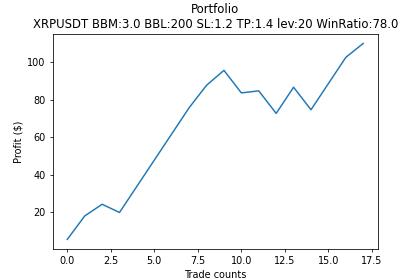 Portfolio
XRPUSDT BBM:3.0 BBL:200 SL:1.2 TP:1.4 lev:20 WinRatio:78.0
100
80
60
40
20
Profit ($)
0.0 2.5 5.0 7.5 10.0 12.5 15.0 17.5
Trade counts